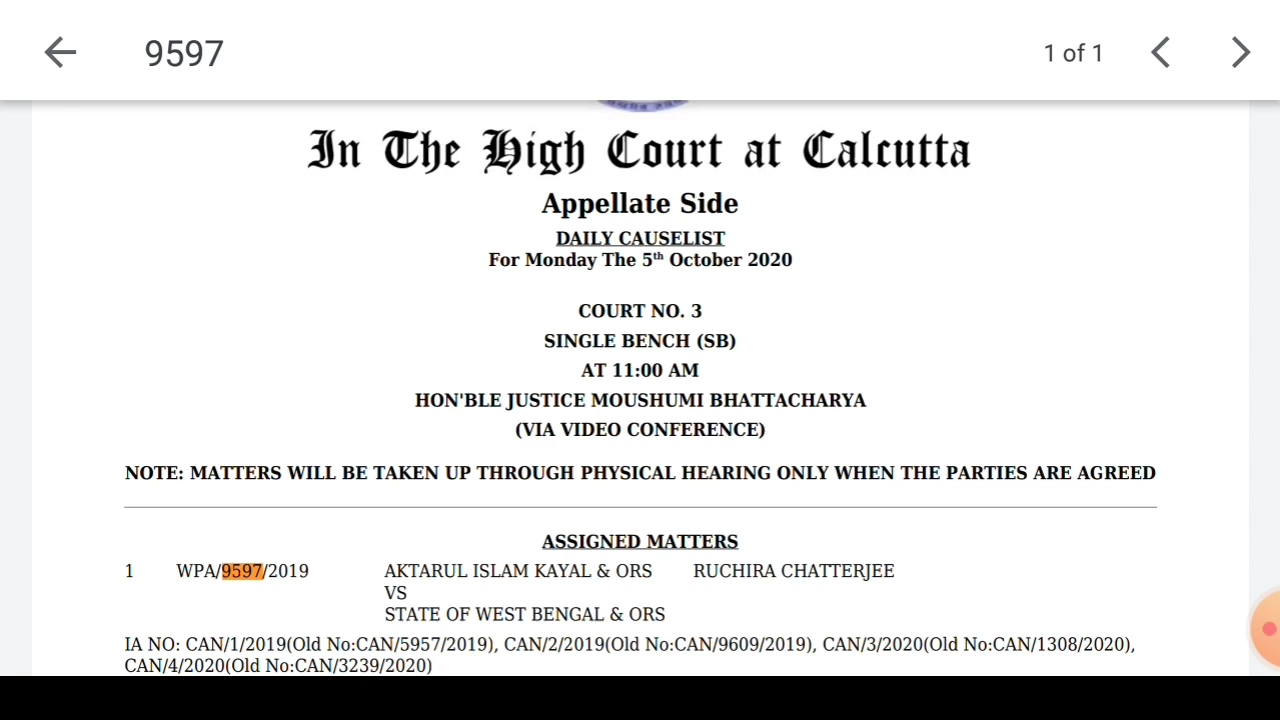 9597
1 of 1
In The High Court at Calcutta
Appellate Side
DAILY CAUSELIST
For Monday The 5th October 2020
COURT NO. 3
SINGLE BENCH (SB)
AT 11:00 AM
HON'BLE JUSTICE MOUSHUMI BHATTACHARYA
(VIA VIDEO CONFERENCE)
NOTE: MATTERS WILL BE TAKEN UP THROUGH PHYSICAL HEARING ONLY WHEN THE PARTIES ARE AGREED
ASSIGNED MATTERS
1 WPA/9597/2019 AKTARUL ISLAM KAYAL & ORS RUCHIRA CHATTERJEE
VS
STATE OF WEST BENGAL & ORS
IA NO: CAN/1/2019(Old No:CAN/5957/2019), CAN/2/2019(Old No:CAN/9609/2019), CAN/3/2020(Old No:CAN/1308/2020),
CAN/4/2020(Old No:CAN/3239/2020)